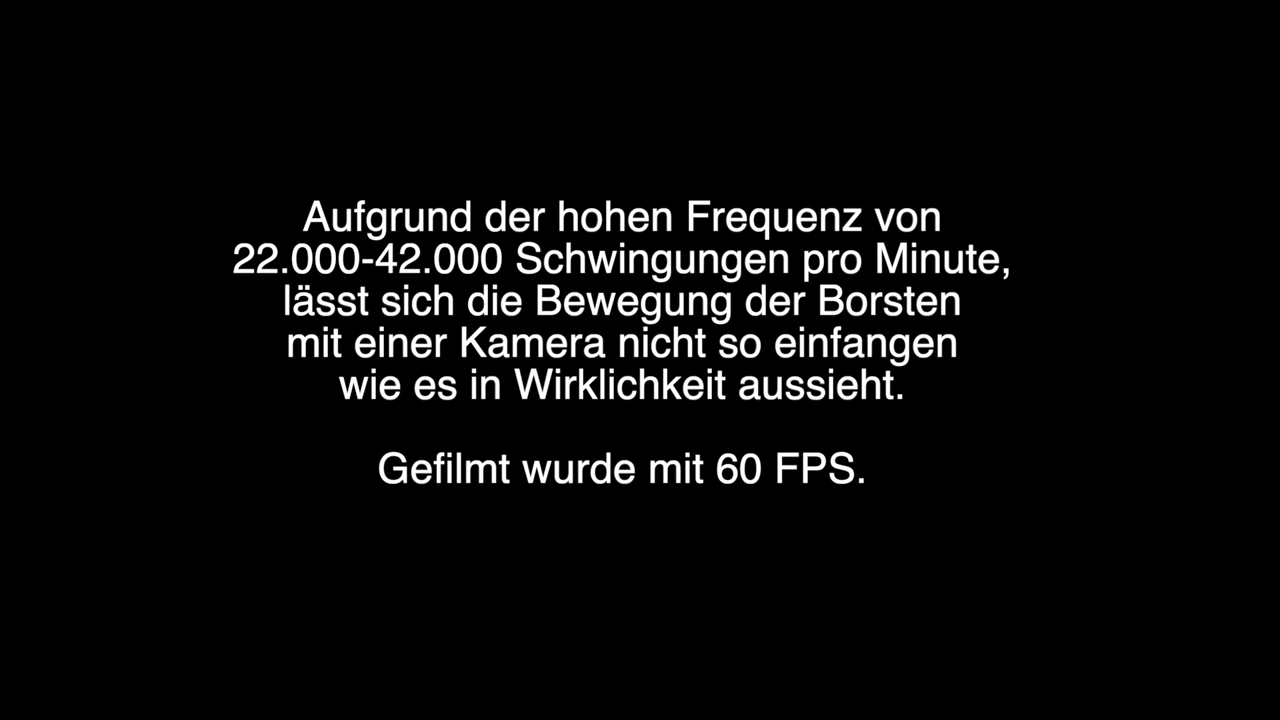 Aufgrund der hohen Frequenz von
22.000-42.000 Schwingungen pro Minute,
lässt sich die Bewegung der Borsten
mit einer Kamera nicht so einfangen
wie es in Wirklichkeit aussieht.
Gefilmt wurde mit 60 FPS.